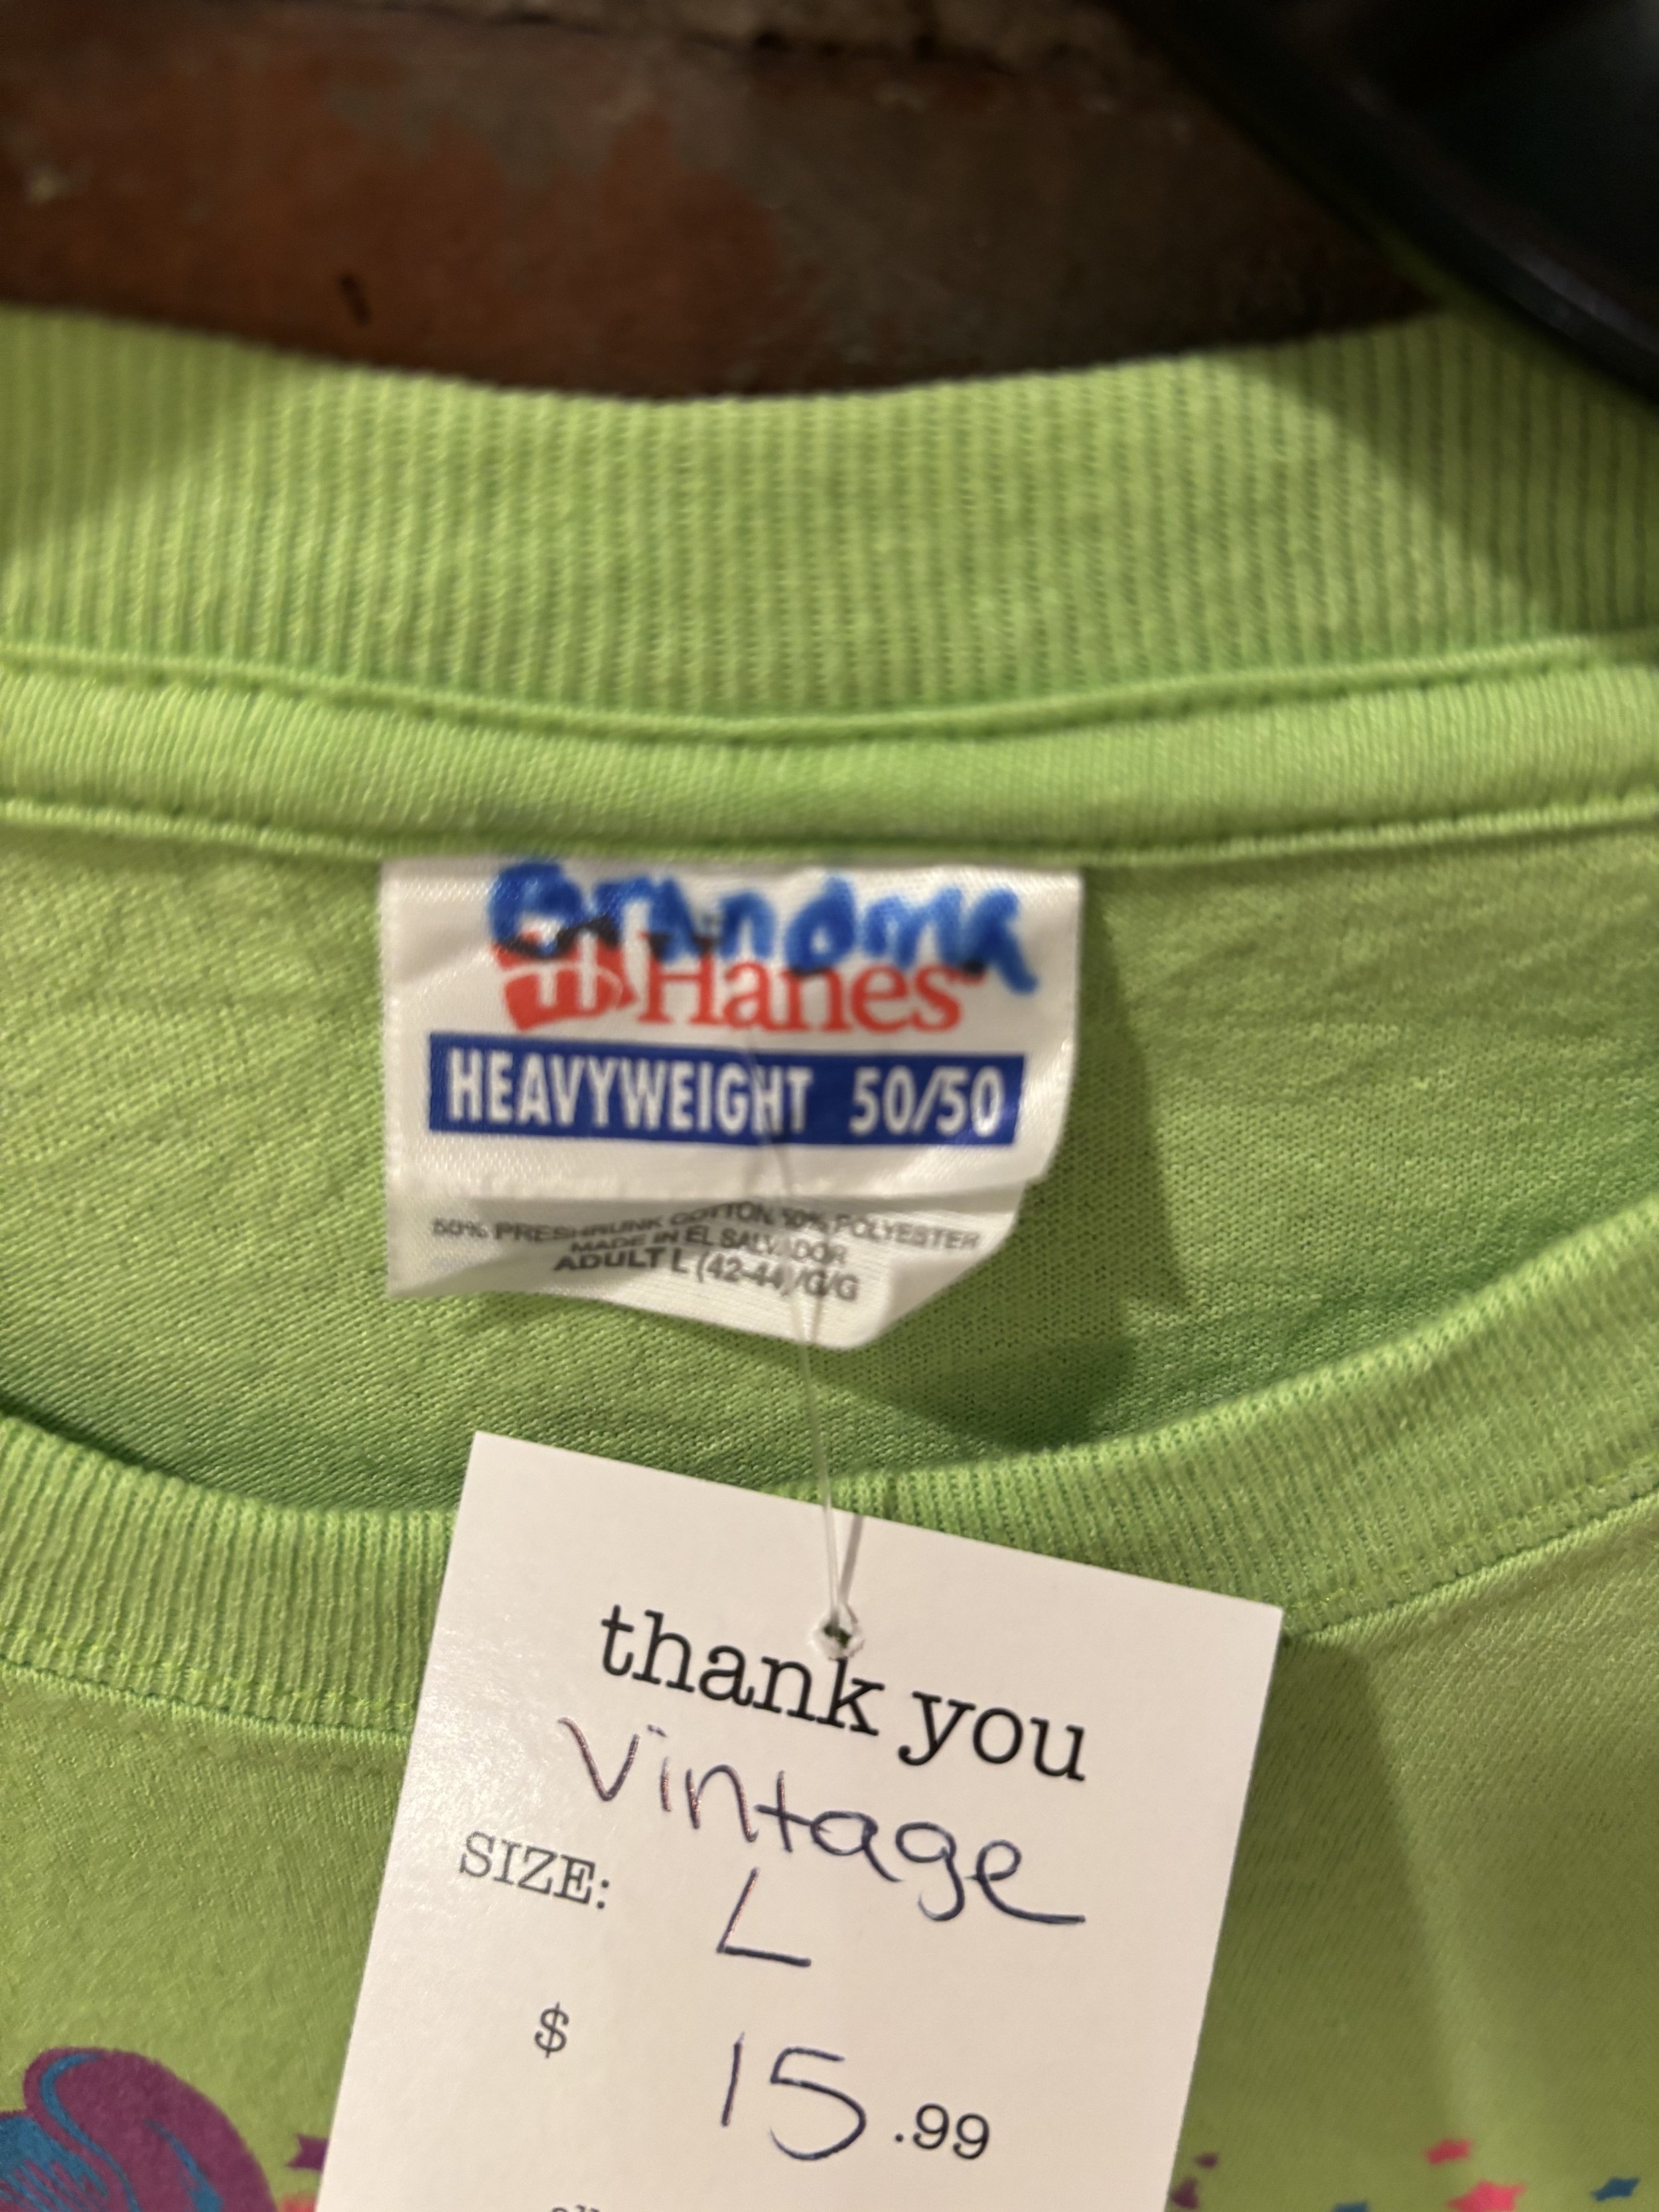 Grandma
Hanes
HEAVYWEIGHT 50/50
50% PRESHRUNK COTTON 50% POLYESTER
MADE IN EL SALVADOR
ADULT L (42-44)/G/G
thank you
vintage
SIZE: L
$ 15.99